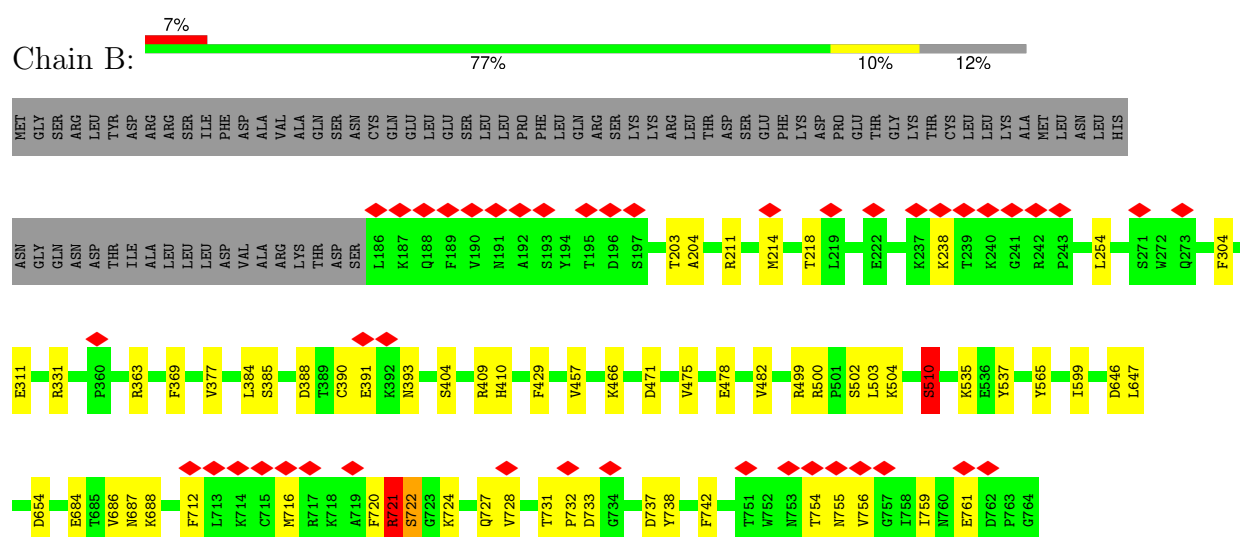 7%
Chain B:
77%
10%
12%
MET GLY SER ARG LEU TYR ASP ARG ARG SER ILE PHE ASP ALA VAL ALA GLN SER ASN CYS GLN GLU LEU GLU SER LEU LEU PRO PHE LEU GLN ARG SER LYS LYS ARG LEU THR ASP SER GLU PHE LYS ASP PRO GLU THR GLY LYS THR CYS LEU LEU LYS ALA MET LEU ASN LEU HIS
ASN GLY GLN ASN ASP THR ILE ALA LEU LEU LEU ASP VAL ALA ARG LYS THR ASP SER L186 K187 Q188 F189 V190 N191 A192 S193 Y194 T195 D196 S197 T203 A204 R211 M214 T218 L219 E222 K237 K238 T239 K240 G241 R242 P243 L254 S271 W272 Q273 F304
E311 R331 P360 R363 F369 V377 L384 S385 D388 T389 C390 E391 K392 N393 S404 R409 H410 F429 V457 K466 D471 V475 E478 V482 R499 R500 P501 S502 L503 K504 S510 K535 E536 Y537 Y565 I599 D646 L647
D654 E684 T685 V686 N687 K688 F712 L713 K714 C715 M716 R717 K718 A719 F720 R721 S722 G723 K724 Q727 V728 T731 P732 D733 G734 D737 Y738 F742 T751 W752 N753 T754 N755 V756 G757 I758 I759 N760 E761 D762 P763 G764